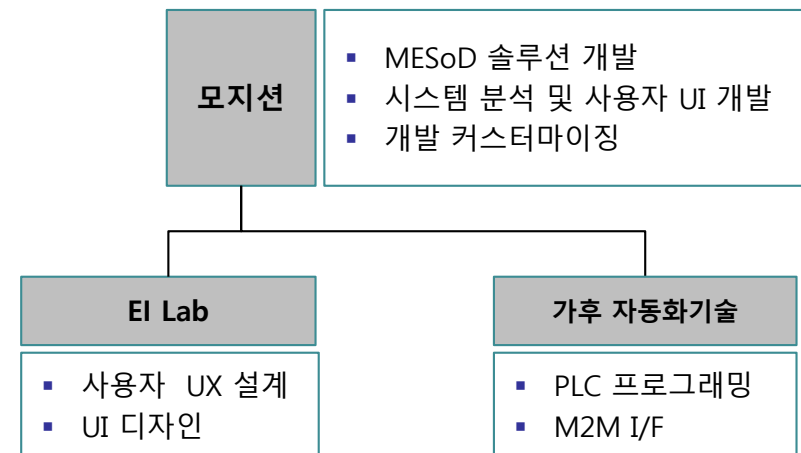 모지션
MESoD 솔루션 개발
시스템 분석 및 사용자 UI 개발
개발 커스터마이징
EI Lab
사용자 UX 설계
UI 디자인
가후 자동화기술
PLC 프로그래밍
M2M I/F